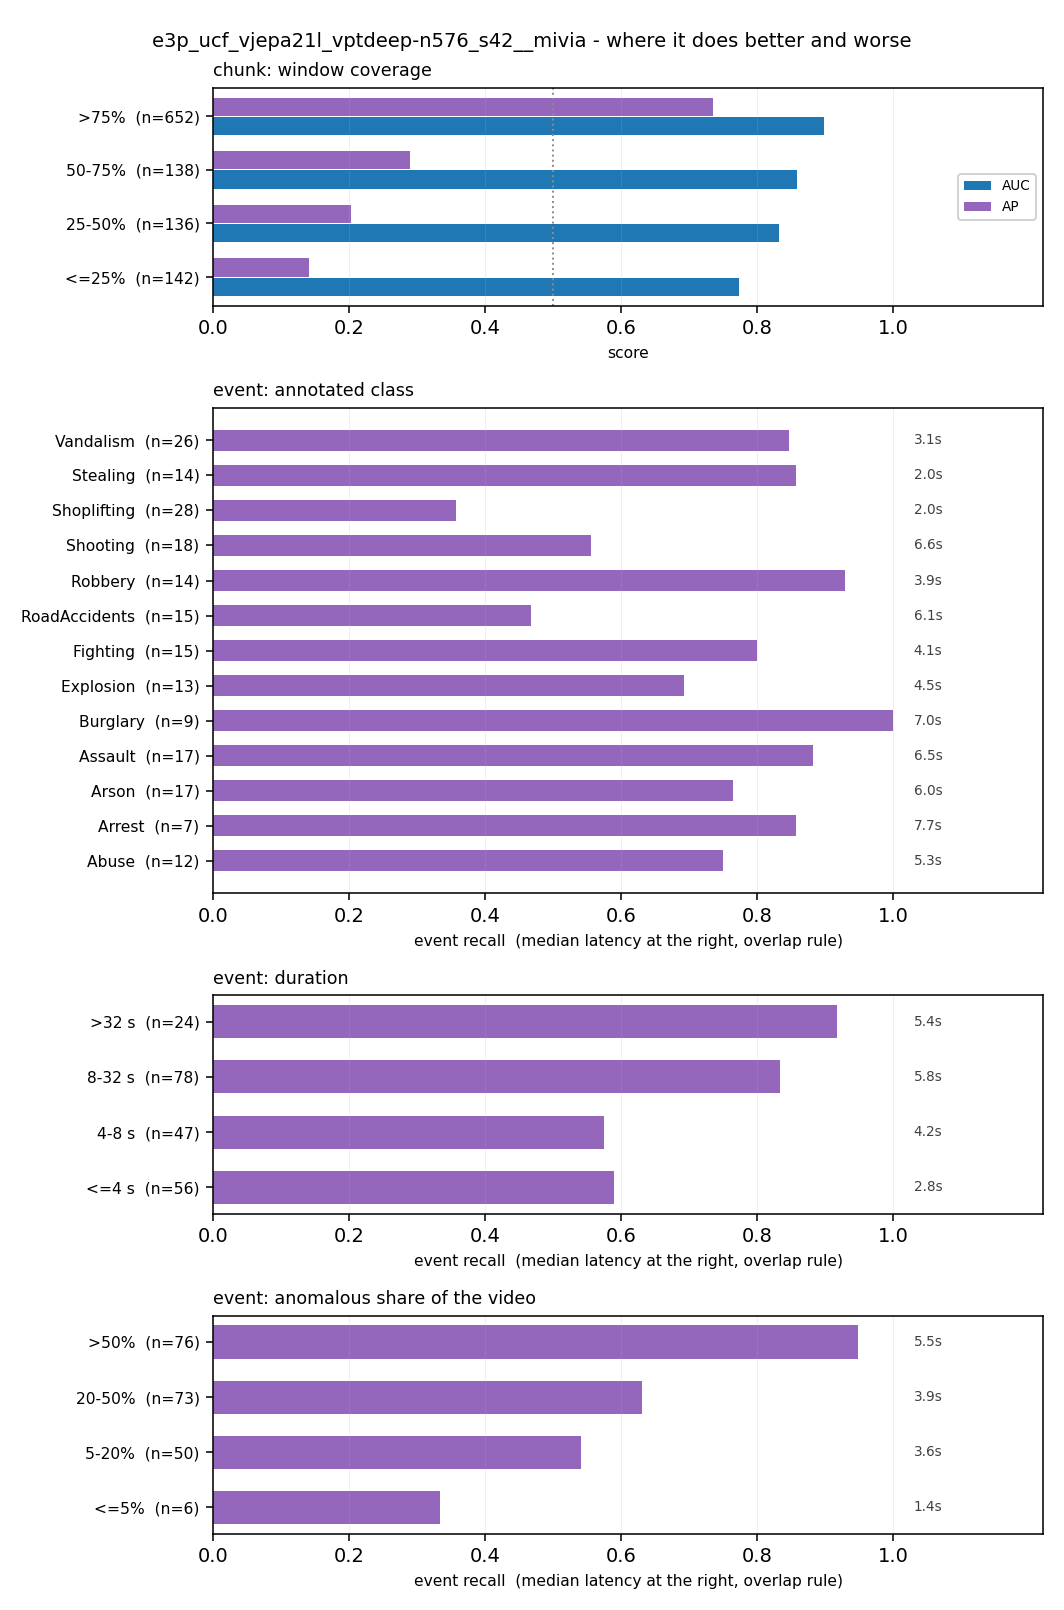 e3p_ucf_vjepa21l_vptdeep-n576_s42__mivia - where it does better and worse
chunk: window coverage
>75% (n=652)
50-75% (n=138)
25-50% (n=136)
<=25% (n=142)
AUC
AP
0.0 0.2 0.4 0.6 0.8 1.0
score
event: annotated class
Vandalism (n=26) 3.1s
Stealing (n=14) 2.0s
Shoplifting (n=28) 2.0s
Shooting (n=18) 6.6s
Robbery (n=14) 3.9s
RoadAccidents (n=15) 6.1s
Fighting (n=15) 4.1s
Explosion (n=13) 4.5s
Burglary (n=9) 7.0s
Assault (n=17) 6.5s
Arson (n=17) 6.0s
Arrest (n=7) 7.7s
Abuse (n=12) 5.3s
0.0 0.2 0.4 0.6 0.8 1.0
event recall (median latency at the right, overlap rule)
event: duration
>32 s (n=24) 5.4s
8-32 s (n=78) 5.8s
4-8 s (n=47) 4.2s
<=4 s (n=56) 2.8s
0.0 0.2 0.4 0.6 0.8 1.0
event recall (median latency at the right, overlap rule)
event: anomalous share of the video
>50% (n=76) 5.5s
20-50% (n=73) 3.9s
5-20% (n=50) 3.6s
<=5% (n=6) 1.4s
0.0 0.2 0.4 0.6 0.8 1.0
event recall (median latency at the right, overlap rule)